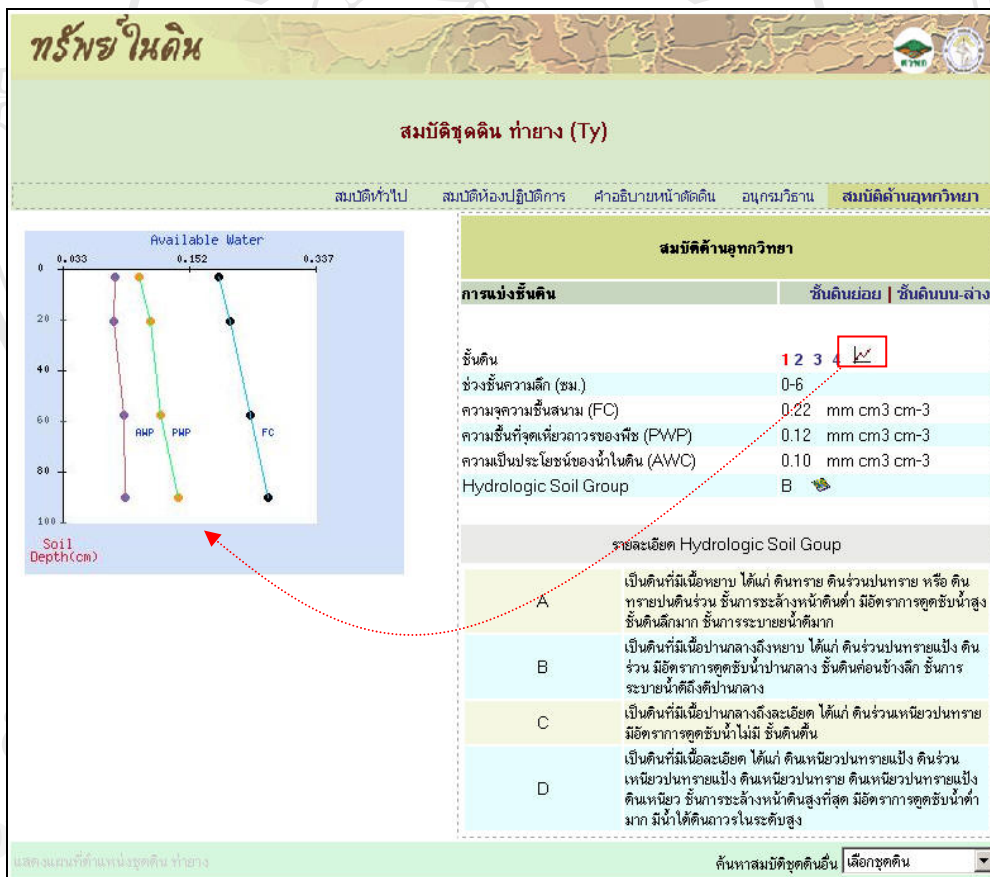 ทรัพย์ในดิน
ศวพก
สมบัติชุดดิน ท่ายาง (Ty)
สมบัติทั่วไป สมบัติห้องปฏิบัติการ คำอธิบายหน้าตัดดิน อนุกรมวิธาน สมบัติด้านอุทกวิทยา
Available Water
0.033 0.152 0.337
0
20
40
60
80
100
AWP PWP FC
Soil
Depth(cm)
สมบัติด้านอุทกวิทยา
การแบ่งชั้นดิน ชั้นดินย่อย | ชั้นดินบน-ล่าง
ชั้นดิน 1 2 3 4
ช่วงชั้นความลึก (ซม.) 0-6
ความจุความชื้นสนาม (FC) 0.22 mm cm3 cm-3
ความชื้นที่จุดเหี่ยวถาวรของพืช (PWP) 0.12 mm cm3 cm-3
ความเป็นประโยชน์ของน้ำในดิน (AWC) 0.10 mm cm3 cm-3
Hydrologic Soil Group B
รายละเอียด Hydrologic Soil Goup
A
เป็นดินที่มีเนื้อหยาบ ได้แก่ ดินทราย ดินร่วนปนทราย หรือ ดิน
ทรายปนดินร่วน ชั้นการชะล้างหน้าดินต่ำ มีอัตราการดูดซับน้ำสูง
ชั้นดินลึกมาก ชั้นการระบายยน้ำดีมาก
B
เป็นดินที่มีเนื้อปานกลางถึงหยาบ ได้แก่ ดินร่วนปนทรายแป้ง ดิน
ร่วน มีอัตราการดูดซับน้ำปานกลาง ชั้นดินค่อนข้างลึก ชั้นการ
ระบายน้ำดีถึงดีปานกลาง
C
เป็นดินที่มีเนื้อปานกลางถึงละเอียด ได้แก่ ดินร่วนเหนียวปนทราย
มีอัตราการดูดซับน้ำไม่มี ชั้นดินตื้น
D
เป็นดินที่มีเนื้อละเอียด ได้แก่ ดินเหนียวปนทรายแป้ง ดินร่วน
เหนียวปนทรายแป้ง ดินเหนียวปนทราย ดินเหนียวปนทรายแป้ง
ดินเหนียว ชั้นการชะล้างหน้าดินสูงที่สุด มีอัตราการดูดซับน้ำต่ำ
มาก มีน้ำใต้ดินถาวรในระดับสูง
แสดงแผนที่ตำแหน่งชุดดิน ท่ายาง
ค้นหาสมบัติชุดดินอื่น เลือกชุดดิน